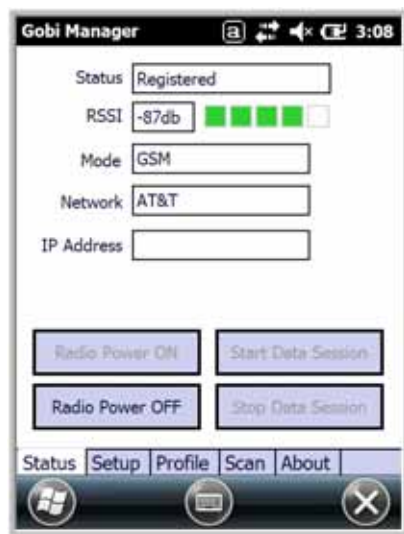 Gobi Manager a 3:08
Status Registered
RSSI -87db
Mode GSM
Network AT&T
IP Address
Radio Power ON Start Data Session
Radio Power OFF Stop Data Session
Status Setup Profile Scan About